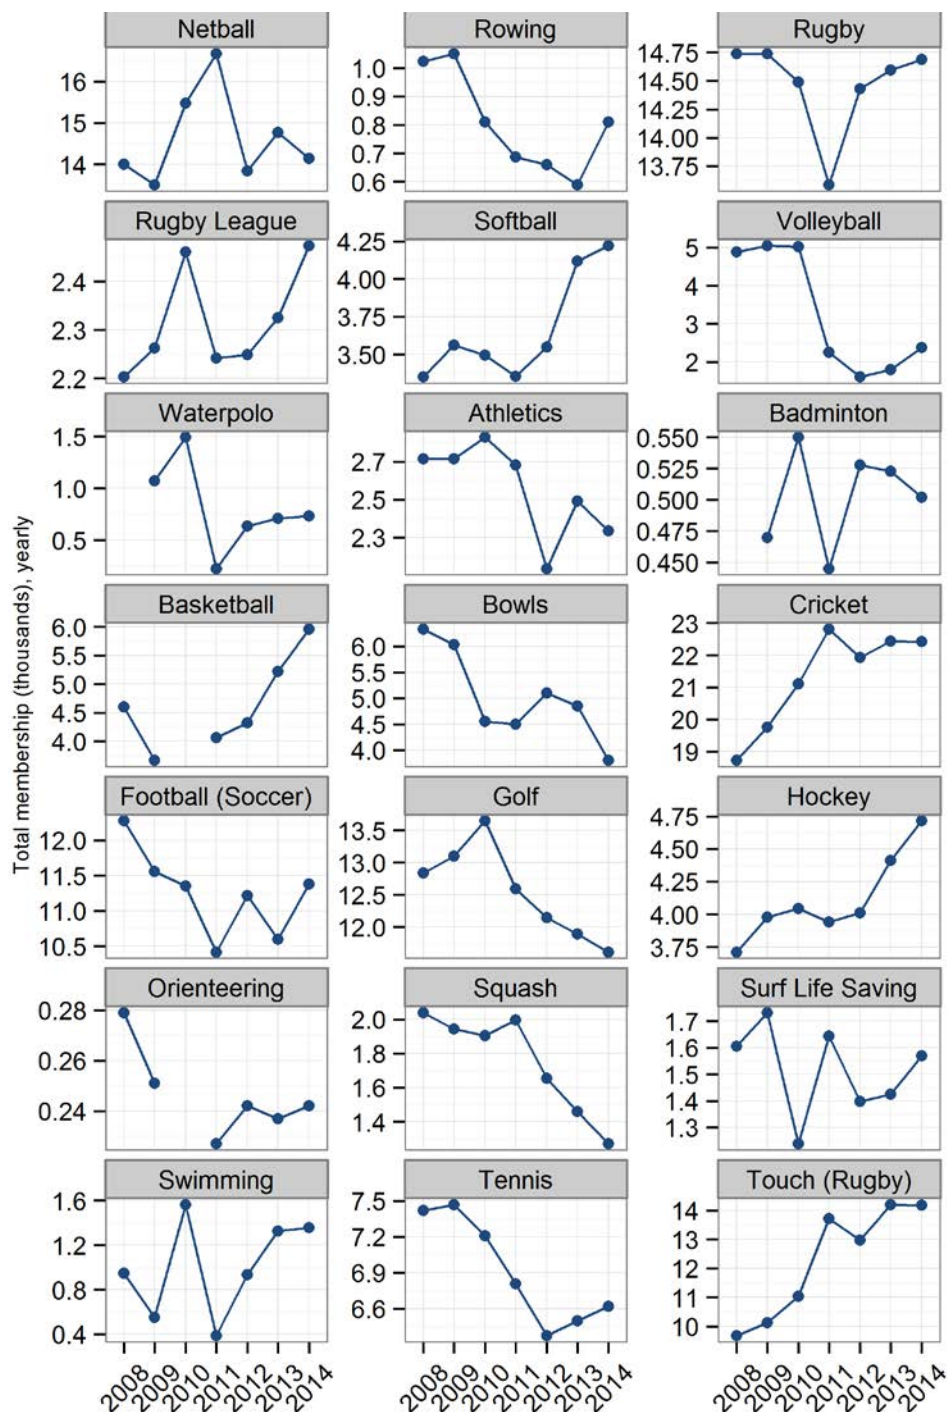 Netball Rowing Rugby
16 1.0 14.75
15 0.9 14.50
14 0.8 14.25
0.7 14.00
0.6 13.75
Rugby League Softball Volleyball
2.4 4.25 5
2.3 4.00 4
2.2 3.75 3
3.50 2
Waterpolo Athletics Badminton
1.5 2.7 0.550
1.0 2.5 0.525
0.5 2.3 0.500
0.475
0.450
Total membership (thousands), yearly
Basketball Bowls Cricket
6.0 6.0 23
5.5 5.0 22
5.0 4.5 21
4.5 4.0 20
4.0 19
Football (Soccer) Golf Hockey
12.0 13.5 4.75
11.5 13.0 4.50
11.0 12.0 4.25
10.5 4.00
3.75
Orienteering Squash Surf Life Saving
0.28 2.0 1.7
0.26 1.8 1.6
0.24 1.6 1.5
1.4 1.4
1.3
Swimming Tennis Touch (Rugby)
1.6 7.5 14
1.2 7.2 13
0.8 6.9 12
0.4 6.6 11
10
2008 2009 2010 2011 2012 2013 2014 2008 2009 2010 2011 2012 2013 2014 2008 2009 2010 2011 2012 2013 2014